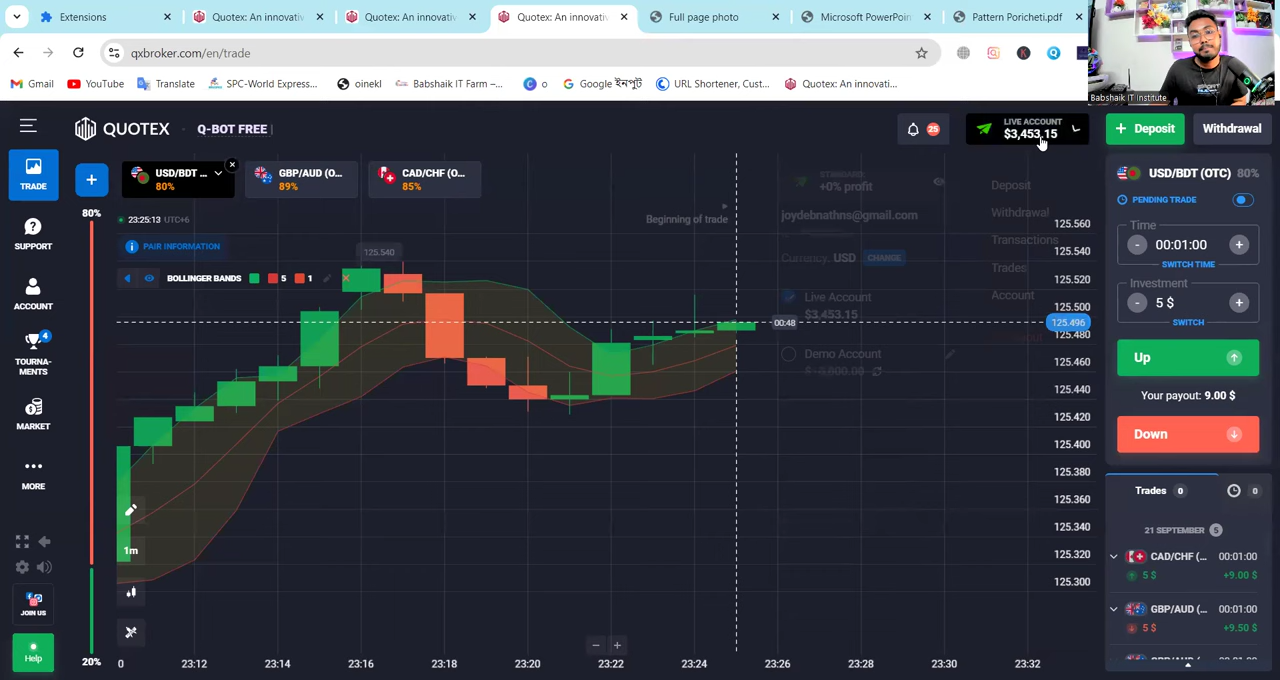 Extensions
Quotex: An innovati
Quotex: An innovati
Quotex: An innovati
Full page photo
Microsoft PowerPoin
Pattern Poricheti.pdf
qxbroker.com/en/trade
Gmail
YouTube
Translate
SPC-World Express...
oinekl
Babshaik IT Farm –...
o
Google ইনপুট
URL Shortener, Cust...
Quotex: An innovati...
Babshaik IT Institute
QUOTEX
Q-BOT FREE
25
LIVE ACCOUNT
$3,453.15
Deposit
Withdrawal
TRADE
USD/BDT ...
80%
GBP/AUD (O...
89%
CAD/CHF (O...
85%
USD/BDT (OTC) 80%
STANDARD:
+0% profit
joydebnathns@gmail.com
Currency: USD CHANGE
Live Account
$3,453.15
Demo Account
Deposit
Withdrawal
Transactions
Trades
Account
80%
23:25:13 UTC+6
Beginning of trade
PAIR INFORMATION
BOLLINGER BANDS 5 1
125.540
00:48
SUPPORT
ACCOUNT
4
TOURNA-
MENTS
MARKET
MORE
JOIN US
Help
20%
1m
125.560
125.540
125.520
125.500
125.496
125.480
125.460
125.440
125.420
125.400
125.380
125.360
125.340
125.320
125.300
0 23:12 23:14 23:16 23:18 23:20 23:22 23:24 23:26 23:28 23:30 23:32
PENDING TRADE
Time
- 00:01:00 +
SWITCH TIME
Investment
- 5 $ +
SWITCH
Up
Your payout: 9.00 $
Down
Trades 0 0
21 SEPTEMBER 5
CAD/CHF (... 00:01:00
5 $ +9.00 $
GBP/AUD (... 00:01:00
5 $ +9.50 $